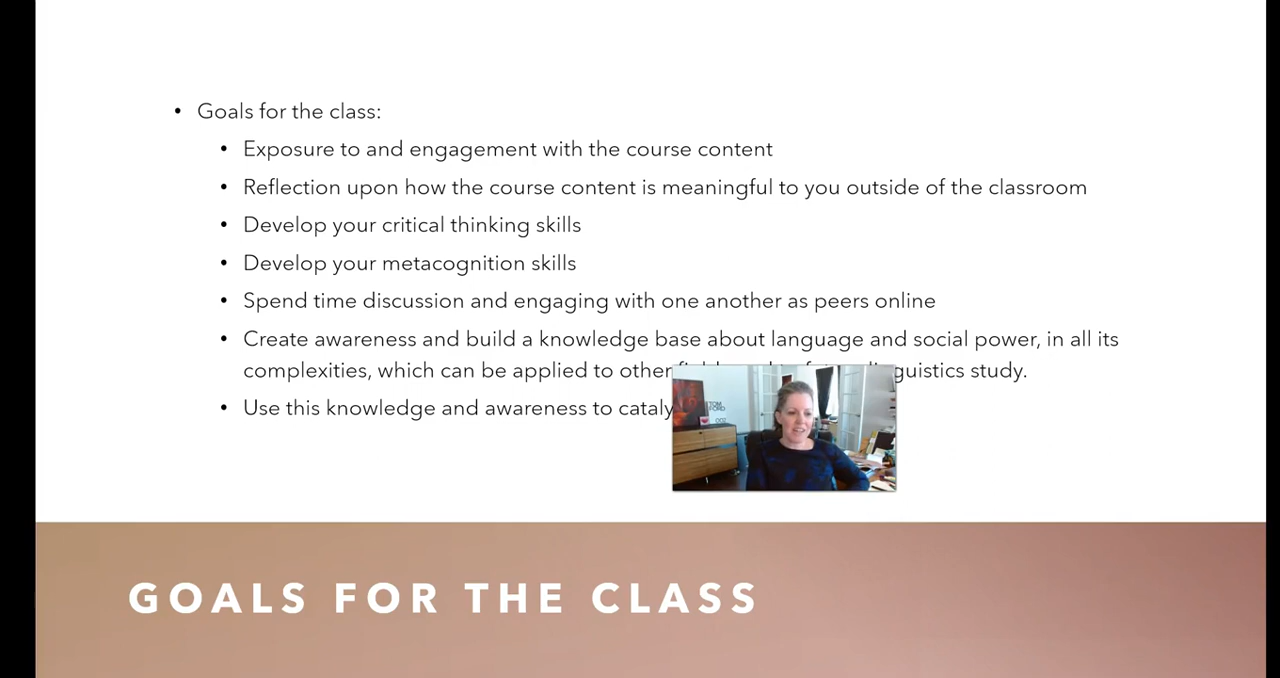 • Goals for the class:
• Exposure to and engagement with the course content
• Reflection upon how the course content is meaningful to you outside of the classroom
• Develop your critical thinking skills
• Develop your metacognition skills
• Spend time discussion and engaging with one another as peers online
• Create awareness and build a knowledge base about language and social power, in all its
complexities, which can be applied to other linguistics study.
• Use this knowledge and awareness to
TOM
FORD
GOALS FOR THE CLASS